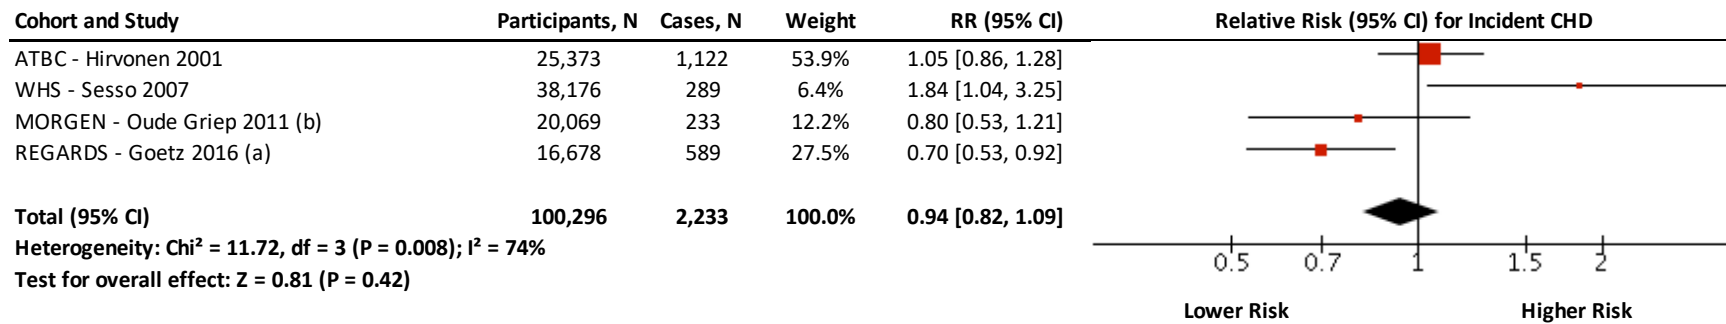 Cohort and Study Participants, N Cases, N Weight RR (95% CI) Relative Risk (95% CI) for Incident CHD
ATBC - Hirvonen 2001 25,373 1,122 53.9% 1.05 [0.86, 1.28]
WHS - Sesso 2007 38,176 289 6.4% 1.84 [1.04, 3.25]
MORGEN - Oude Griep 2011 (b) 20,069 233 12.2% 0.80 [0.53, 1.21]
REGARDS - Goetz 2016 (a) 16,678 589 27.5% 0.70 [0.53, 0.92]
Total (95% CI) 100,296 2,233 100.0% 0.94 [0.82, 1.09]
Heterogeneity: Chi² = 11.72, df = 3 (P = 0.008); I² = 74%
0.5 0.7 1 1.5 2
Test for overall effect: Z = 0.81 (P = 0.42)
Lower Risk Higher Risk